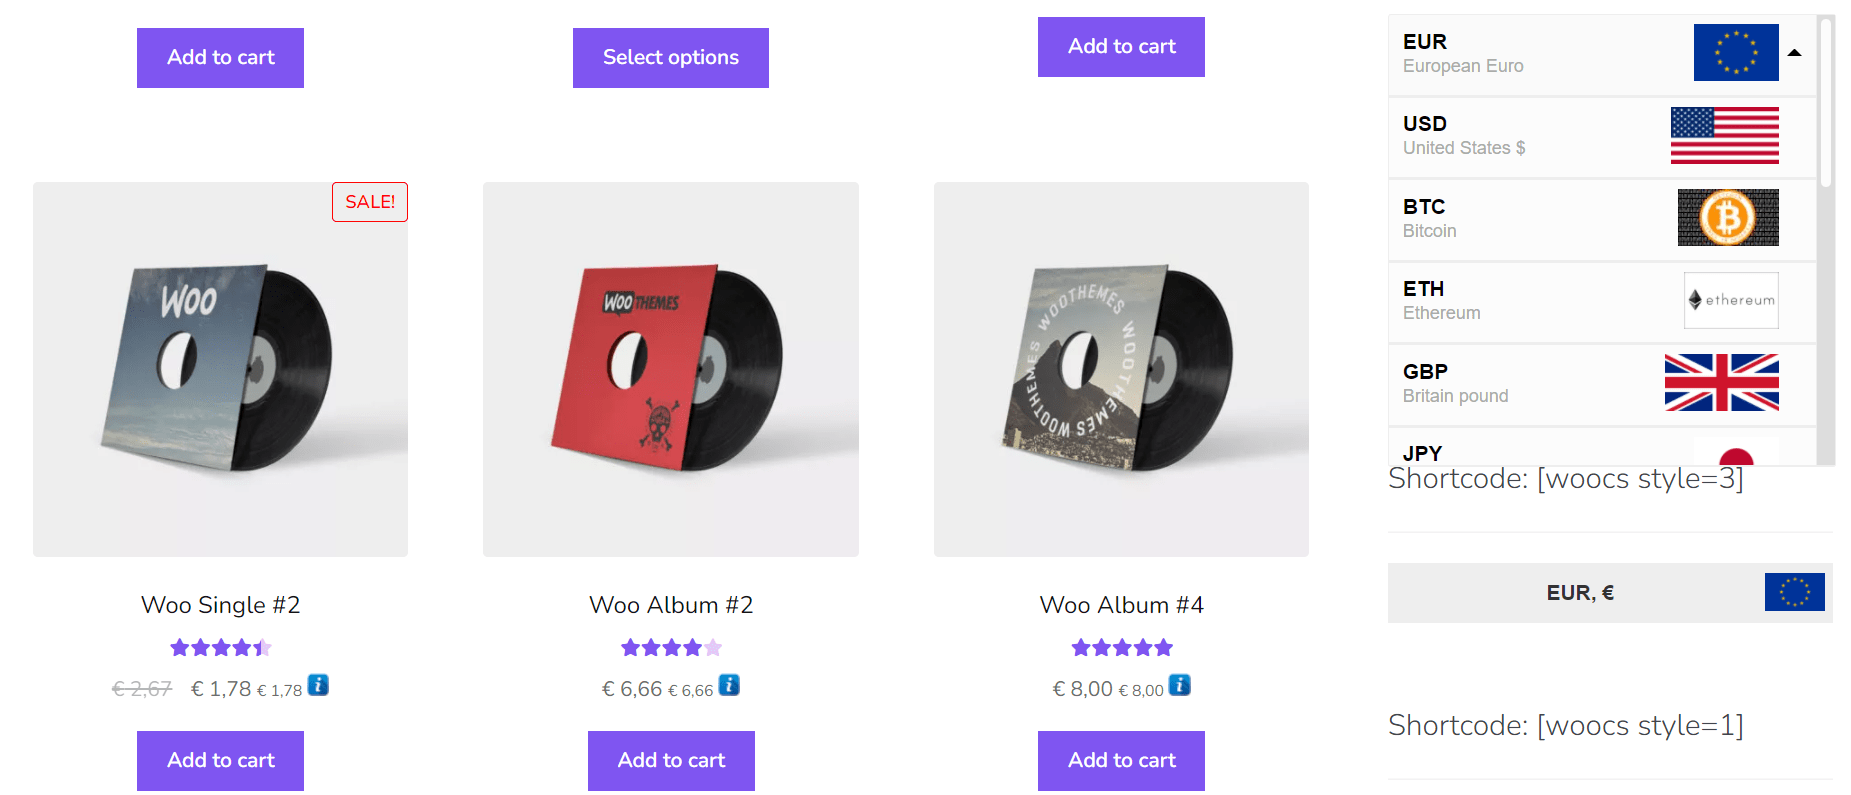 Add to cart
Select options
Add to cart
SALE!
WOO
WOO THEMES
WOOTHEMES WOOTHEMES WOOTHEMES
Woo Single #2
€ 2,67 € 1,78 € 1,78 i
Add to cart
Woo Album #2
€ 6,66 € 6,66 i
Add to cart
Woo Album #4
€ 8,00 € 8,00 i
Add to cart
EUR
European Euro
USD
United States $
BTC
Bitcoin
ETH
Ethereum
ethereum
GBP
Britain pound
JPY
Shortcode: [woocs style=3]
EUR, €
Shortcode: [woocs style=1]